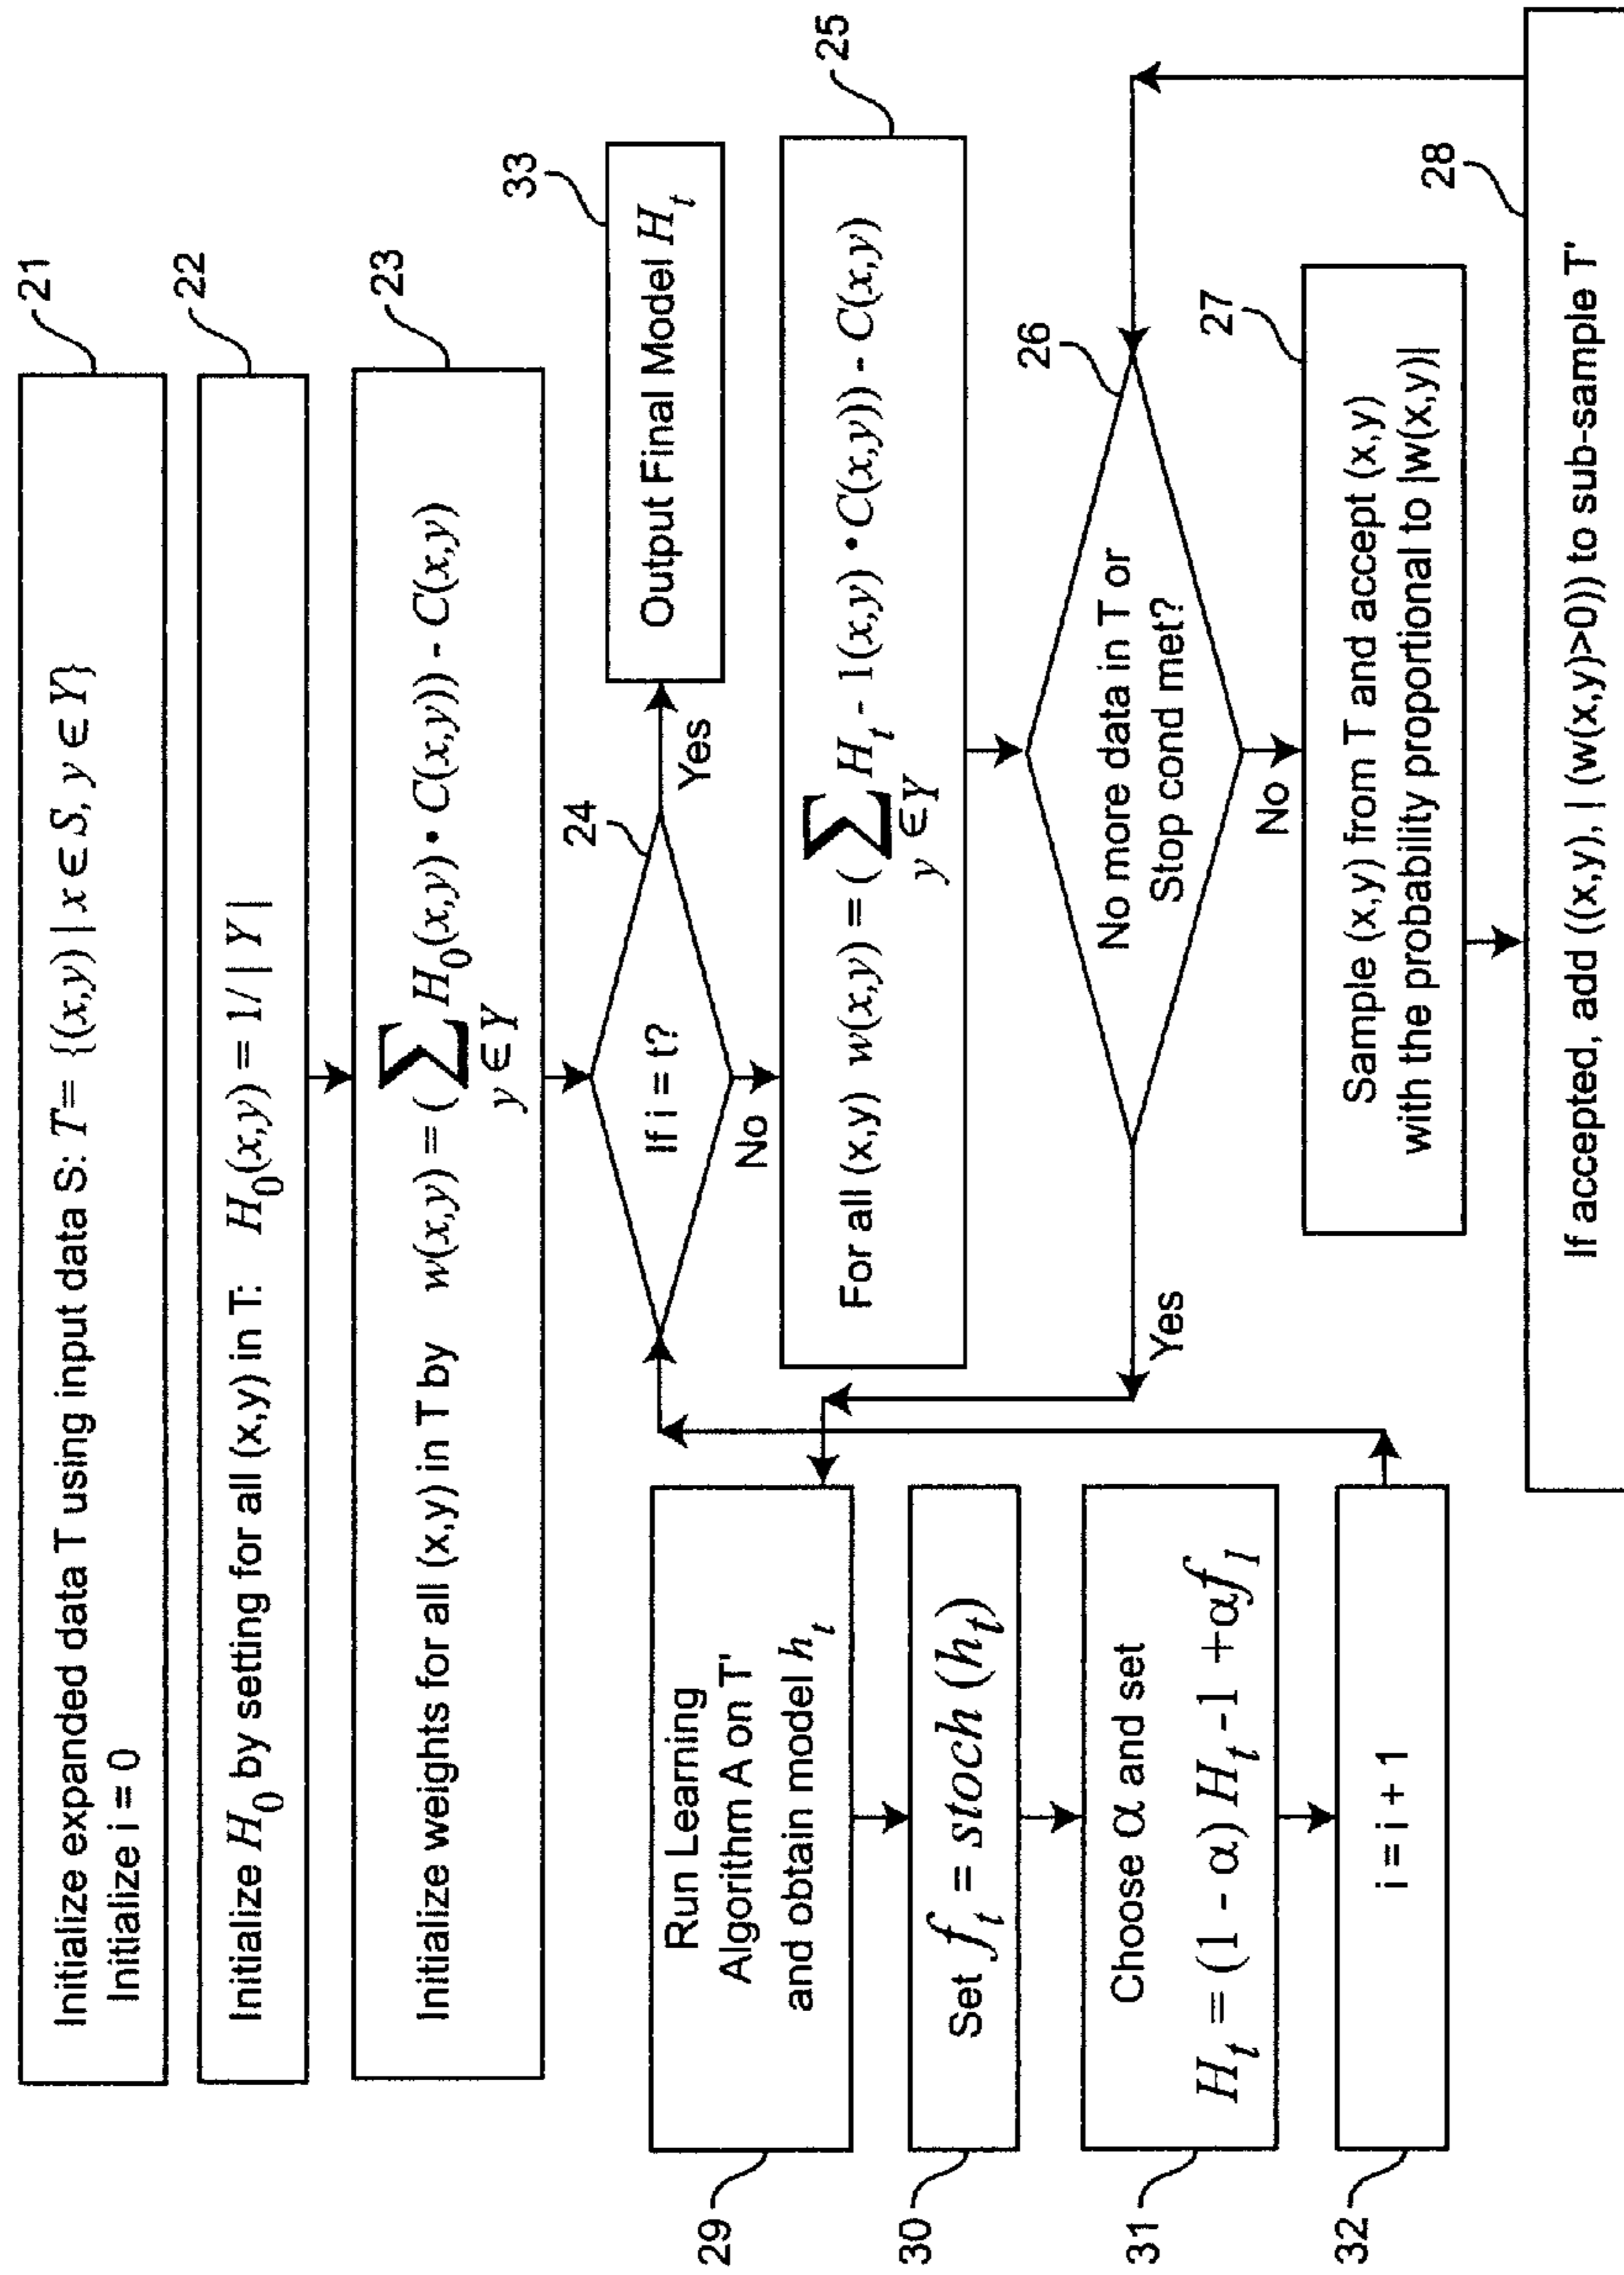 Initialize expanded data T using input data S: T = {(x,y) | x ∈ S, y ∈ Y}
Initialize i = 0
21
Initialize H₀ by setting for all (x,y) in T: H₀(x,y) = 1/ | Y |
22
Initialize weights for all (x,y) in T by w(x,y) = ( ∑ H₀(x,y) • C(x,y)) - C(x,y)
y ∈ Y
23
If i = t?
24
Yes
No
Output Final Model Hₜ
33
For all (x,y) w(x,y) = ( ∑ Hₜ - 1(x,y) • C(x,y)) - C(x,y)
y ∈ Y
25
No more data in T or
Stop cond met?
26
Yes
No
Sample (x,y) from T and accept (x,y)
with the probability proportional to |w(x,y)|
27
If accepted, add ((x,y), I (w(x,y)>0)) to sub-sample T'
28
Run Learning
Algorithm A on T'
and obtain model hₜ
29
Set fₜ = stoch (hₜ)
30
Choose α and set
Hₜ = (1 - α) Hₜ -1 +αf₁
31
i = i + 1
32